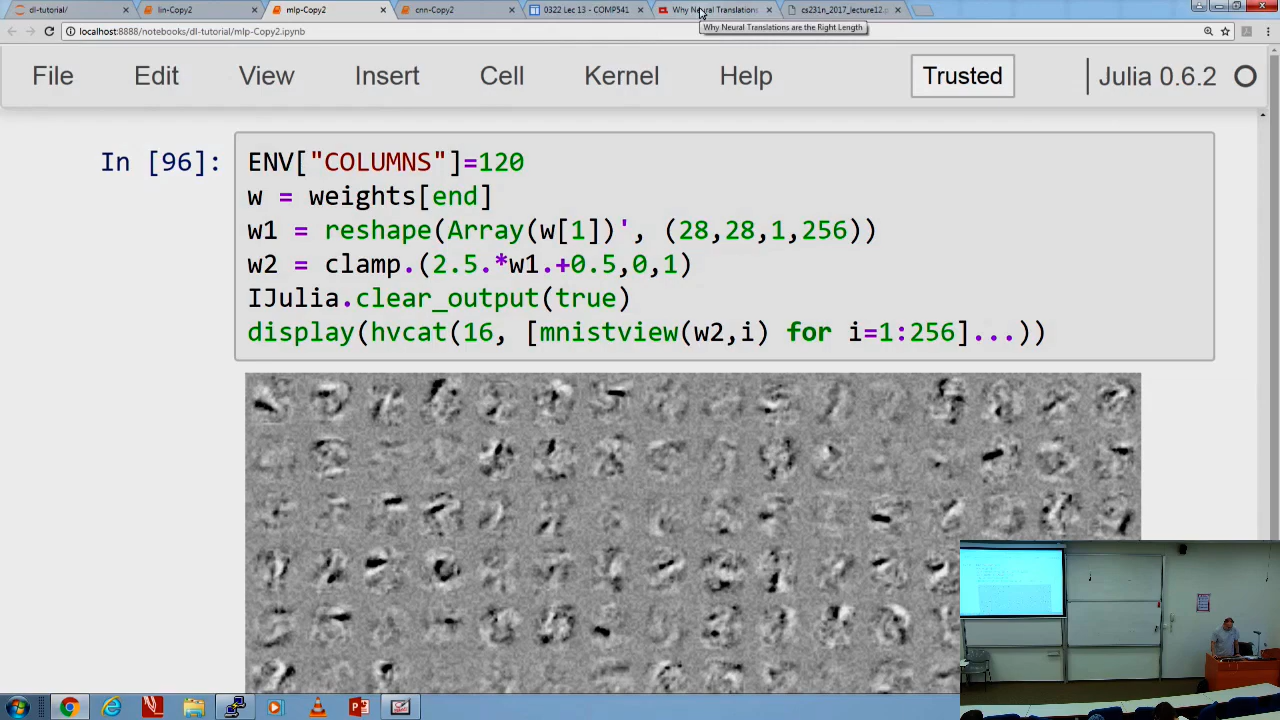 dl-tutorial/
lin-Copy2
mlp-Copy2
cnn-Copy2
0322 Lec 13 - COMP541
Why Neural Translations
cs231n_2017_lecture12.p
Why Neural Translations are the Right Length
localhost:8888/notebooks/dl-tutorial/mlp-Copy2.ipynb
File Edit View Insert Cell Kernel Help Trusted Julia 0.6.2
In [96]:
ENV["COLUMNS"]=120
w = weights[end]
w1 = reshape(Array(w[1])', (28,28,1,256))
w2 = clamp.(2.5.*w1.+0.5,0,1)
IJulia.clear_output(true)
display(hvcat(16, [mnistview(w2,i) for i=1:256]...))